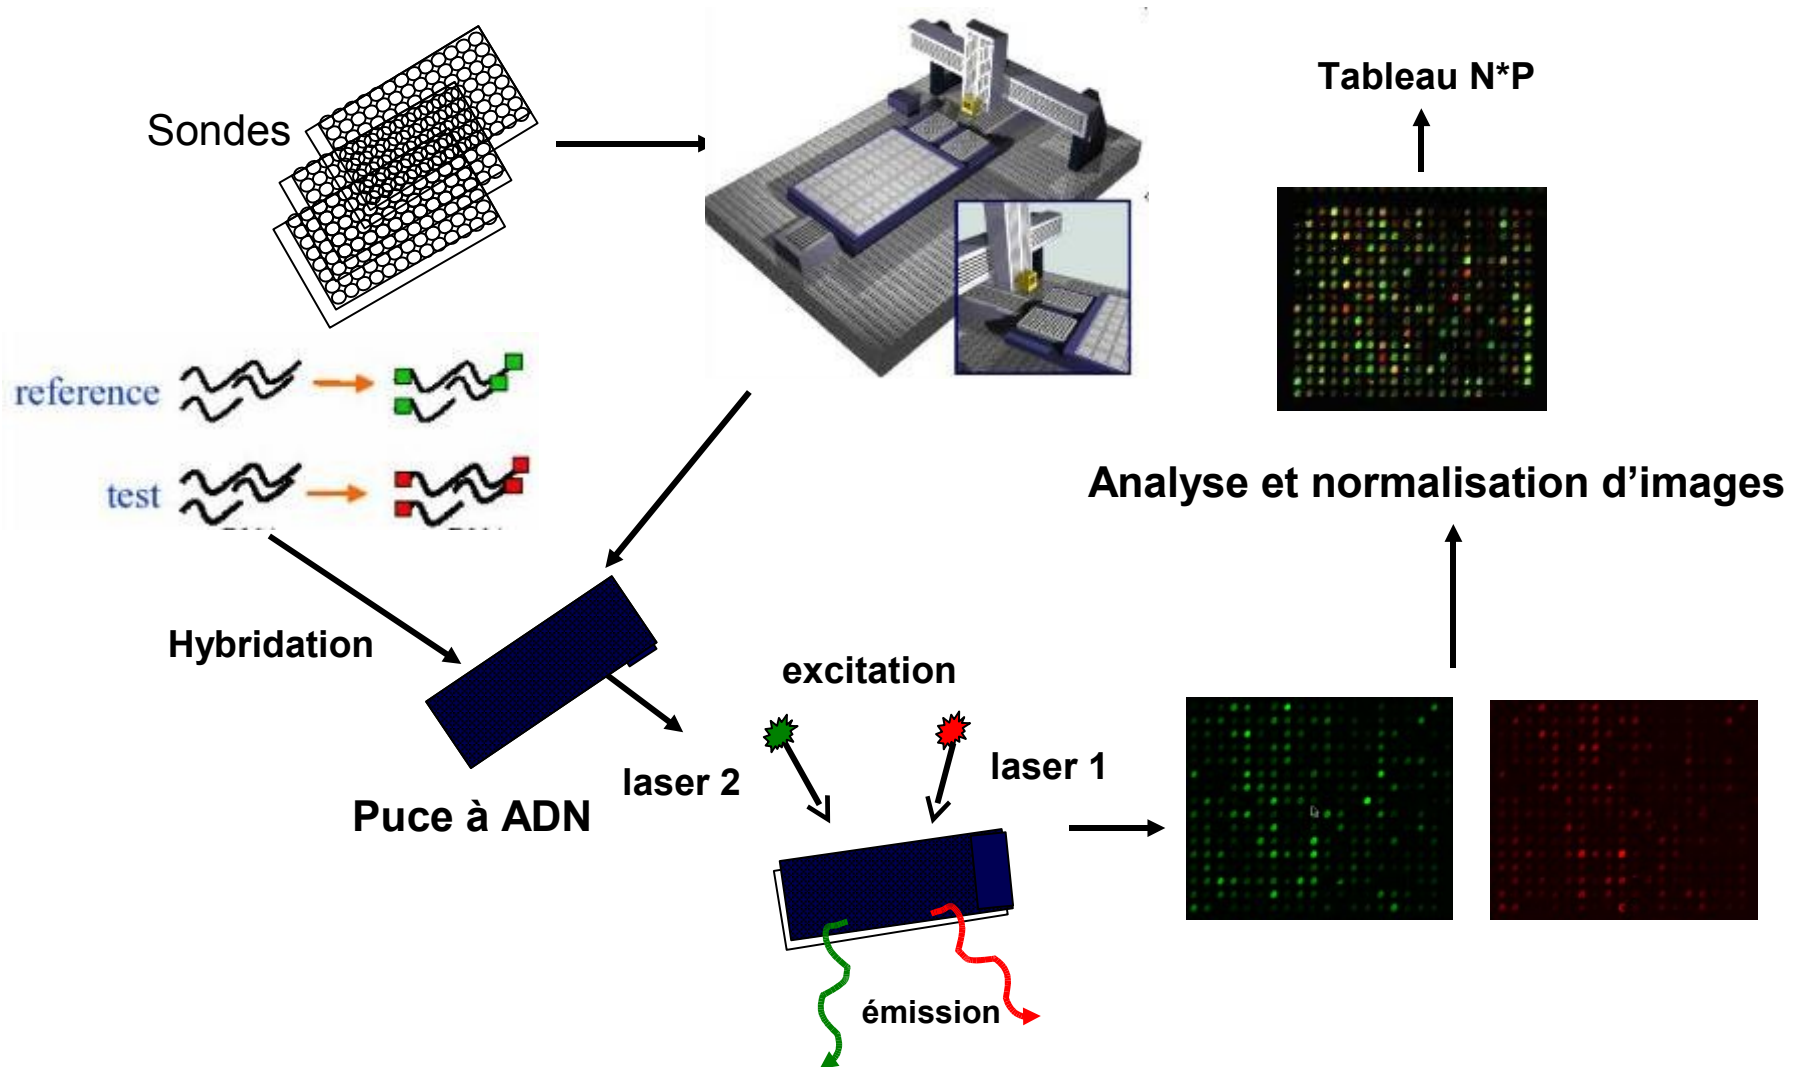 Sondes
Tableau N*P
reference
test
Analyse et normalisation d’images
Hybridation
excitation
laser 2
laser 1
Puce à ADN
émission